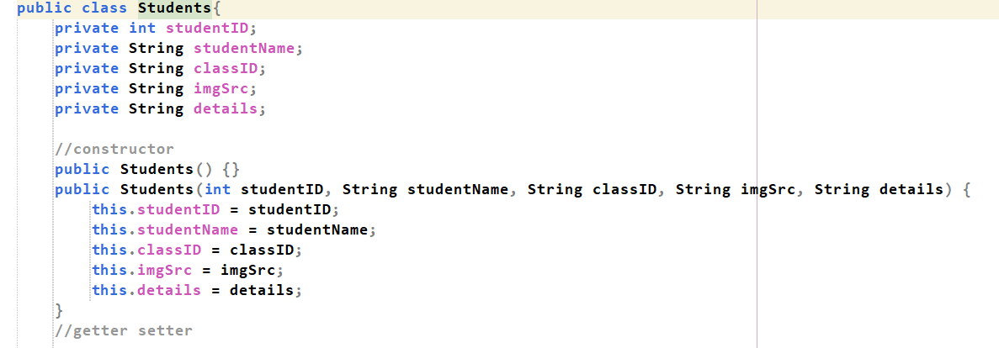 public class Students{
private int studentID;
private String studentName;
private String classID;
private String imgSrc;
private String details;
//constructor
public Students() {}
public Students(int studentID, String studentName, String classID, String imgSrc, String details) {
this.studentID = studentID;
this.studentName = studentName;
this.classID = classID;
this.imgSrc = imgSrc;
this.details = details;
}
//getter setter